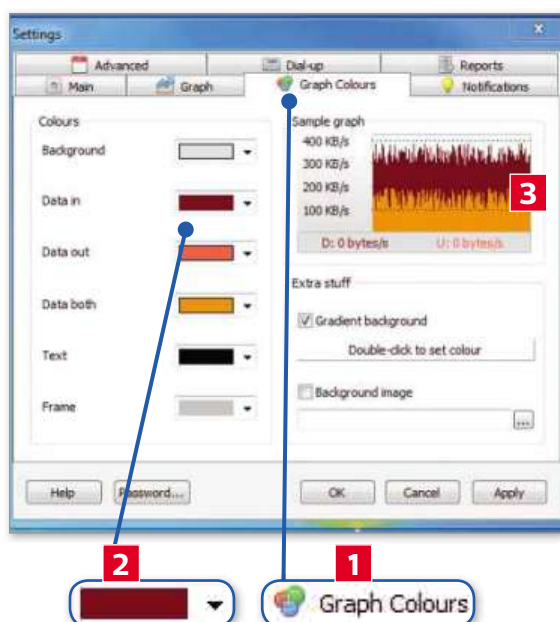 Settings
x
Advanced
Dial-up
Reports
Main
Graph
Graph Colours
Notifications
Colours
Background
Data in
Data out
Data both
Text
Frame
Sample graph
400 KB/s
300 KB/s
200 KB/s
100 KB/s
3
D: 0 bytes/s
U: 0 bytes/s
Extra stuff
Gradient background
Double-click to set colour
Background image
...
Help
Password...
OK
Cancel
Apply
2
1
Graph Colours